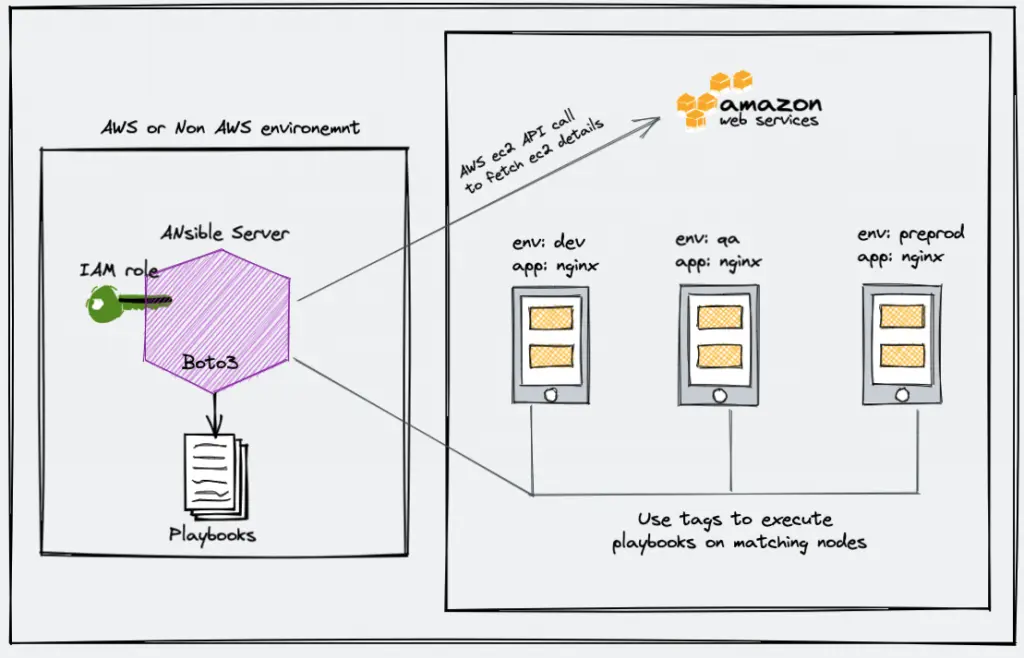 AWS or Non AWS environemnt
ANsible Server
IAM role
Boto3
Playbooks
AWS ec2 API call
to fetch ec2 details
amazon
web services
env: dev
app: nginx
env: qa
app: nginx
env: preprod
app: nginx
Use tags to execute
playbooks on matching nodes